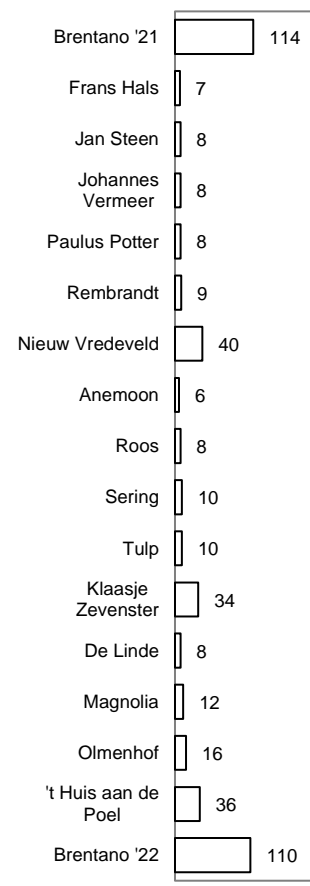 Brentano '21 114
Frans Hals 7
Jan Steen 8
Johannes
Vermeer 8
Paulus Potter 8
Rembrandt 9
Nieuw Vredeveld 40
Anemoon 6
Roos 8
Sering 10
Tulp 10
Klaasje
Zevenster 34
De Linde 8
Magnolia 12
Olmenhof 16
't Huis aan de
Poel 36
Brentano '22 110